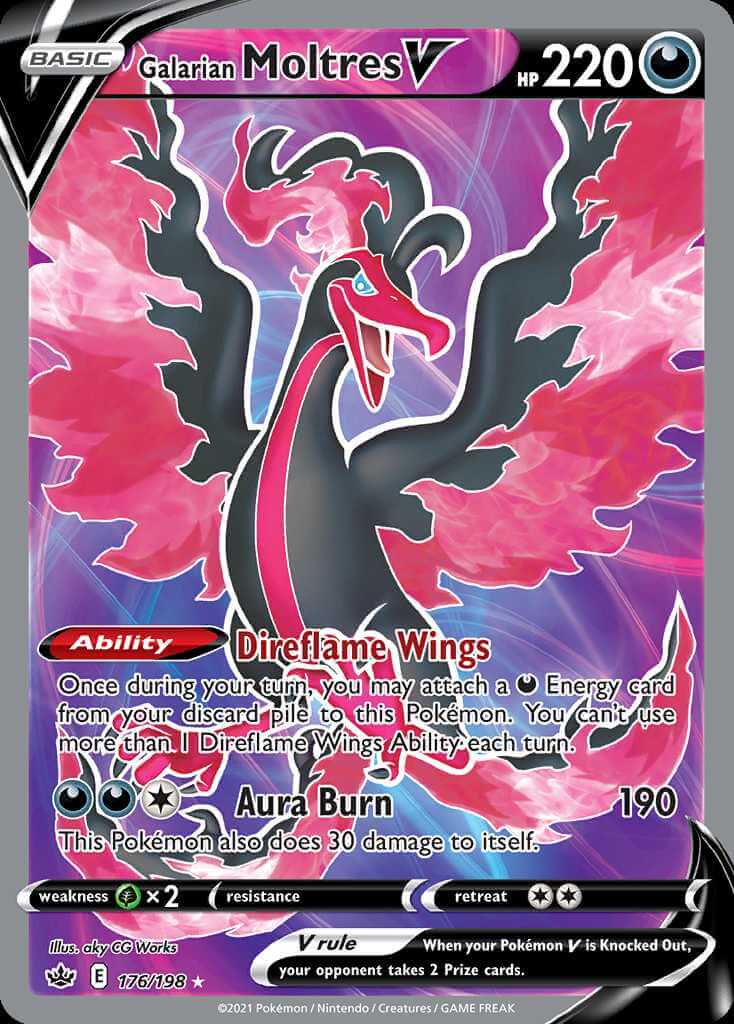 BASIC
Galarian Moltres V
HP 220
Ability Direflame Wings
Once during your turn, you may attach a Energy card
from your discard pile to this Pokémon. You can't use
more than 1 Direflame Wings Ability each turn.
Aura Burn 190
This Pokémon also does 30 damage to itself.
weakness ×2 resistance retreat
Illus. aky CG Works
V rule When your Pokémon V is Knocked Out,
your opponent takes 2 Prize cards.
E 176/198 ★
©2021 Pokémon / Nintendo / Creatures / GAME FREAK